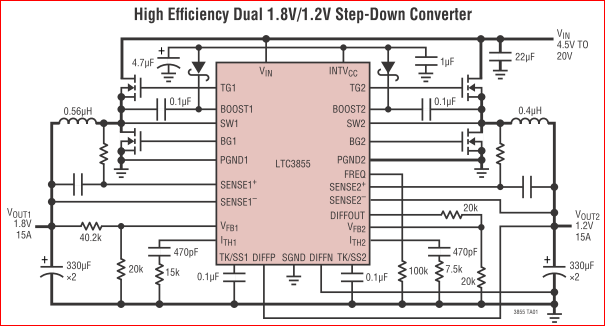 High Efficiency Dual 1.8V/1.2V Step-Down Converter
VIN
4.5V TO
20V
22µF
4.7µF
1µF
VIN
INTVCC
TG1
TG2
0.1µF
0.1µF
BOOST1
BOOST2
0.56µH
0.4µH
SW1
SW2
BG1
BG2
LTC3855
PGND1
PGND2
FREQ
SENSE1+
SENSE2+
SENSE1–
SENSE2–
DIFFOUT
20k
VOUT1
1.8V
15A
VOUT2
1.2V
15A
40.2k
VFB1
VFB2
ITH1
ITH2
470pF
470pF
330µF
×2
20k
15k
100k
7.5k
20k
330µF
×2
TK/SS1
DIFFP
SGND
DIFFN
TK/SS2
0.1µF
0.1µF
3855 TA01